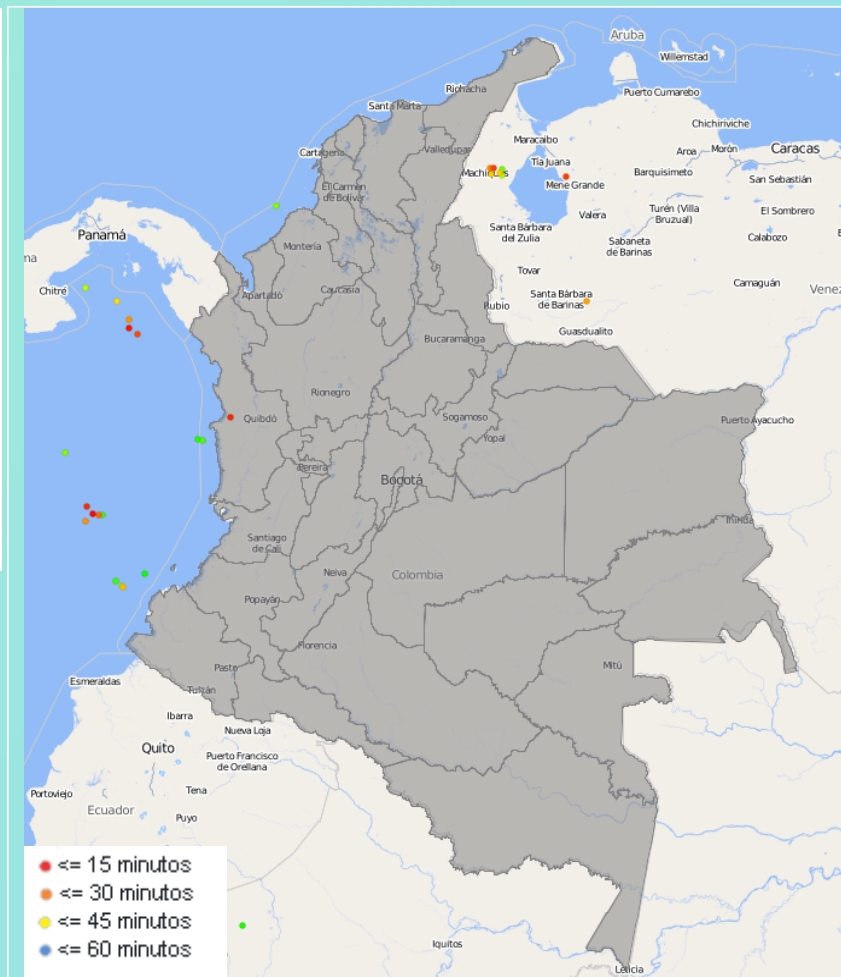 Aruba
Willemstad
Riohacha
Puerto Cumarebo
Santa Marta
Chichiriviche
Maracaibo
Cartagena
Valledupar
Tía Juana
Aroa
Morón
Caracas
Machiques
Barquisimeto
San Sebastián
El Carmen
de Bolívar
Mene Grande
Valera
Turén (Villa
Bruzual)
El Sombrero
Panamá
Montería
Santa Bárbara
del Zulia
Sabaneta
de Barinas
Calabozo
ma
Chitré
Apartadó
Caucasia
Tovar
Rubio
Santa Bárbara
de Barinas
Camaguán
Venez
Guasdualito
Bucaramanga
Rionegro
Quibdó
Sogamoso
Yopal
Puerto Ayacucho
Pereira
Bogotá
Inírida
Santiago
de Cali
Neiva
Colombia
Popayán
Florencia
Mitú
Pasto
Esmeraldas
Tulcán
Ibarra
Nueva Loja
Quito
Puerto Francisco
de Orellana
Portoviejo
Tena
Ecuador
Puyo
<= 15 minutos
<= 30 minutos
<= 45 minutos
<= 60 minutos
Iquitos
Leticia